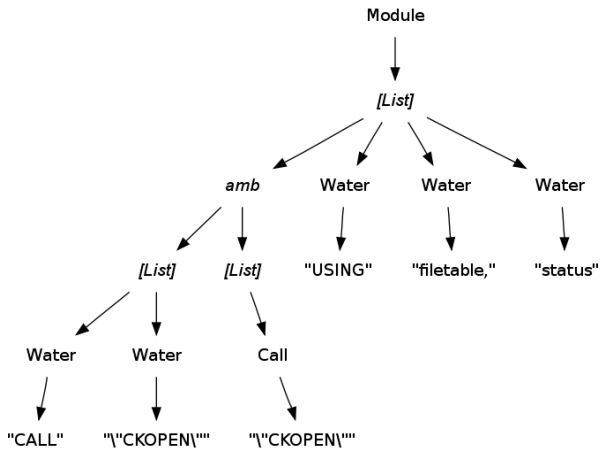 Module
[List]
amb Water Water Water
[List] [List] "USING" "filetable," "status"
Water Water Call
"CALL" "\"CKOPEN\"" "\"CKOPEN\""